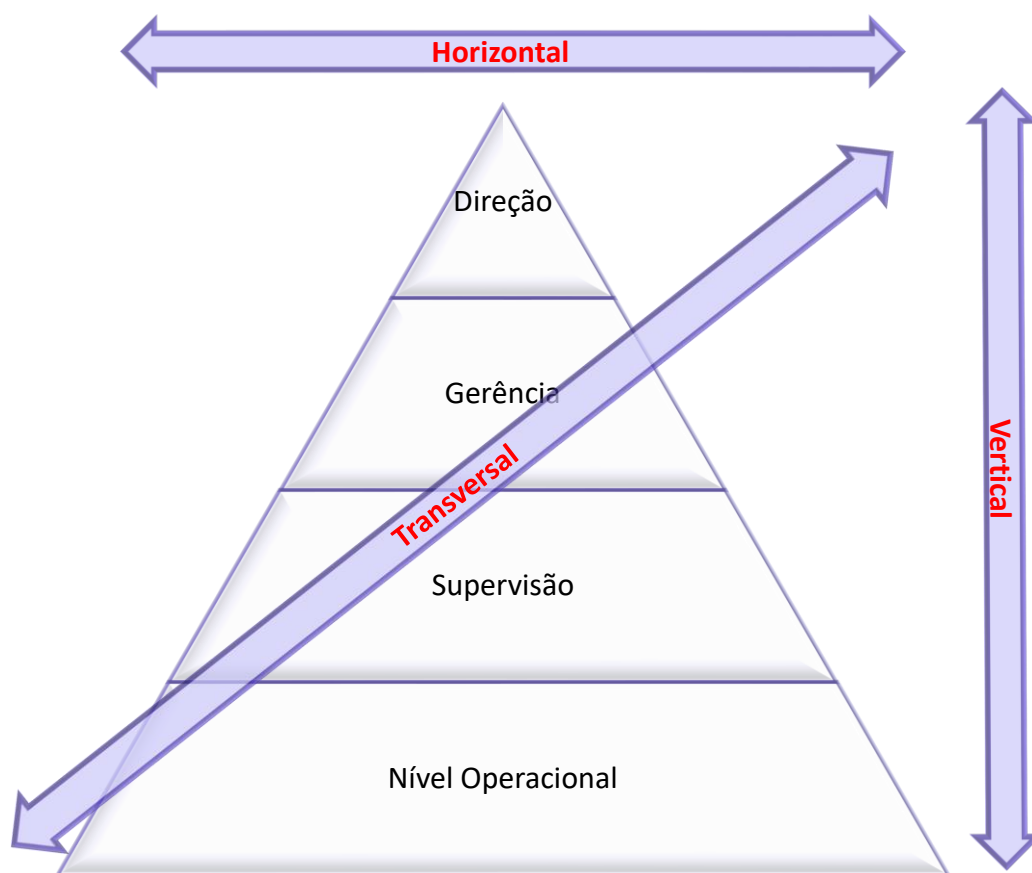 Horizontal
Direção
Gerência
Transversal
Vertical
Supervisão
Nível Operacional